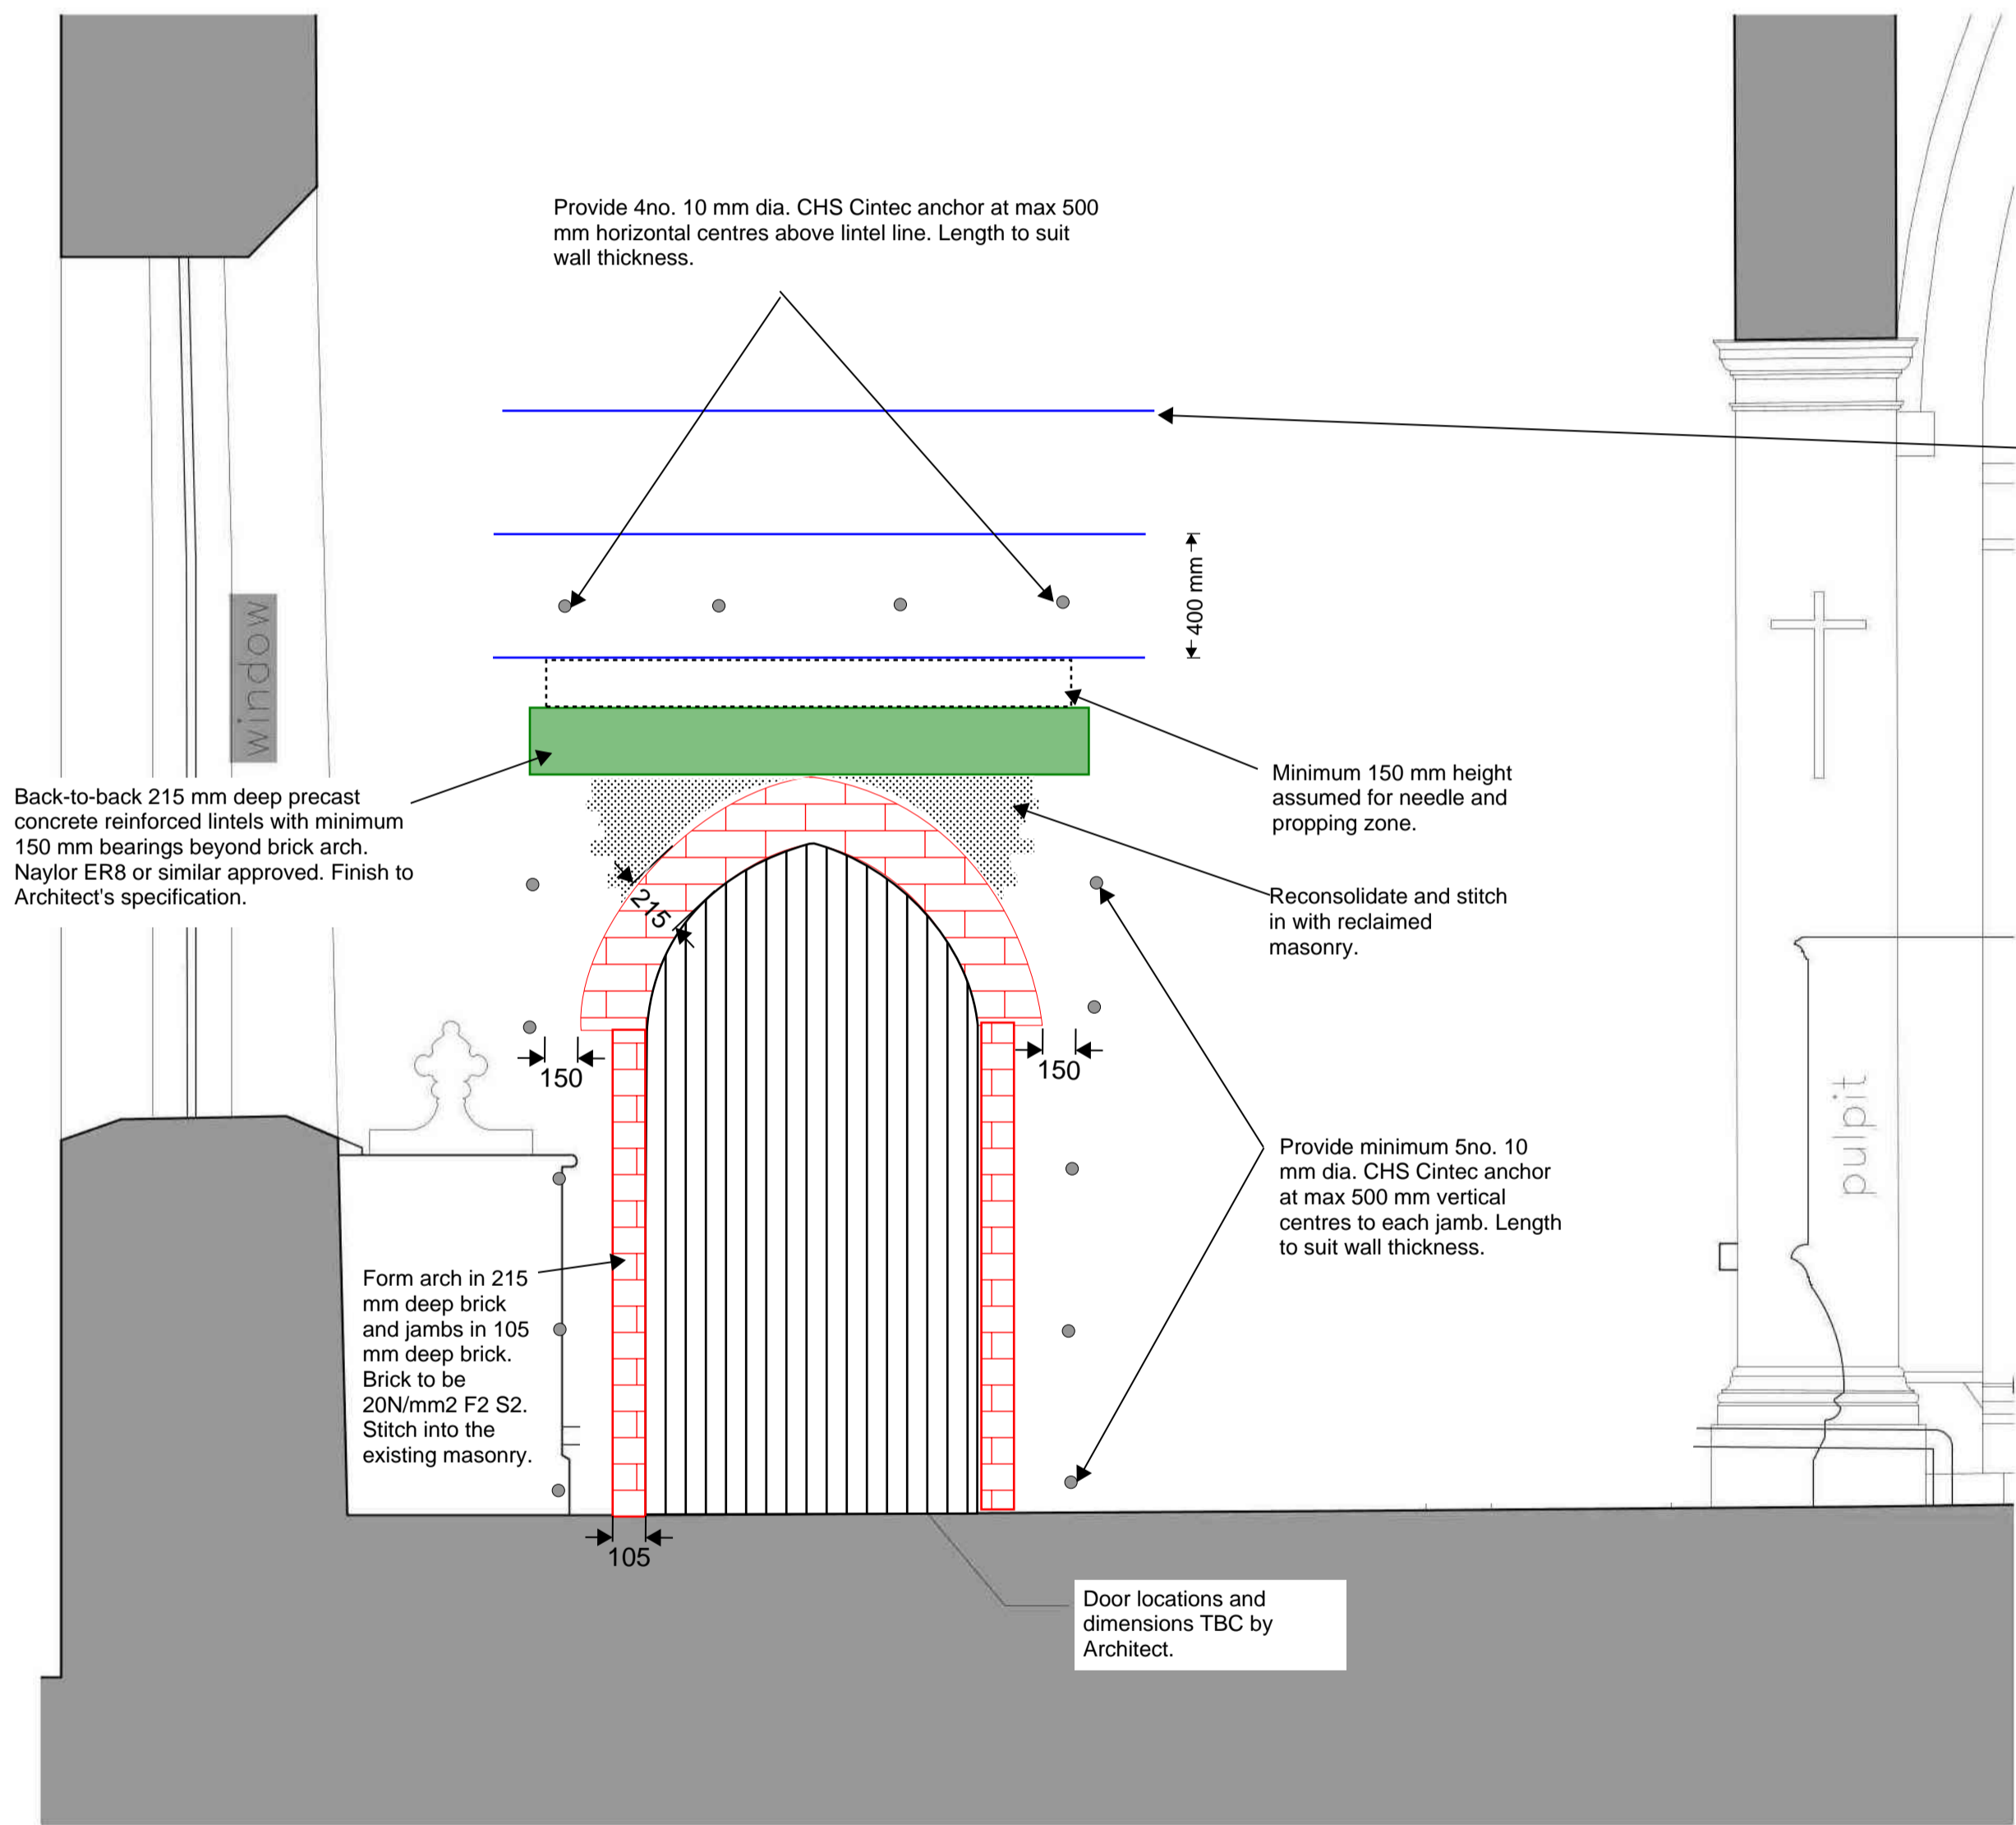 Provide 4no. 10 mm dia. CHS Cintec anchor at max 500
mm horizontal centres above lintel line. Length to suit
wall thickness.
400 mm
window
Back-to-back 215 mm deep precast
concrete reinforced lintels with minimum
150 mm bearings beyond brick arch.
Naylor ER8 or similar approved. Finish to
Architect's specification.
Minimum 150 mm height
assumed for needle and
propping zone.
Reconsolidate and stitch
in with reclaimed
masonry.
215
150
150
pulpit
Provide minimum 5no. 10
mm dia. CHS Cintec anchor
at max 500 mm vertical
centres to each jamb. Length
to suit wall thickness.
Form arch in 215
mm deep brick
and jambs in 105
mm deep brick.
Brick to be
20N/mm2 F2 S2.
Stitch into the
existing masonry.
105
Door locations and
dimensions TBC by
Architect.